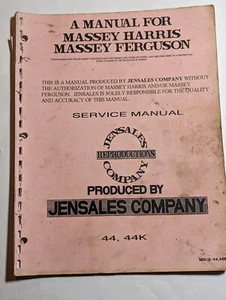 A MANUAL FOR
MASSEY HARRIS
MASSEY FERGUSON
THIS IS A MANUAL PRODUCED BY JENSALES COMPANY WITHOUT
THE AUTHORIZATION OF MASSEY HARRIS AND/OR MASSEY
FERGUSON. JENSALES IS SOLELY RESPONSIBLE FOR THE QUALITY
AND ACCURACY OF THIS MANUAL.
SERVICE MANUAL
JENSALES
REPRODUCTIONS
COMPANY
PRODUCED BY
JENSALES COMPANY
44, 44K